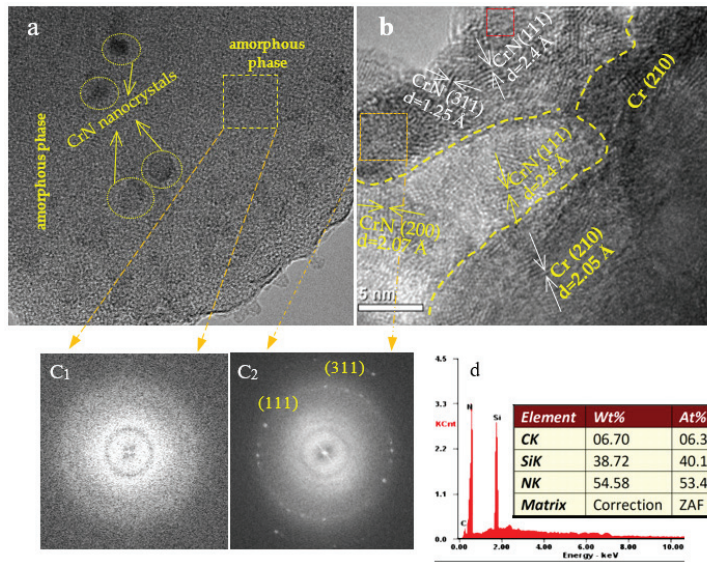 a
amorphous
phase
CrN nanocrystals
amorphous phase
b
CrN (111)
d=2.4 Å
CrN (311)
d=1.25 Å
Cr (210)
CrN (111)
d=2.4 Å
CrN (200)
d=2.07 Å
Cr (210)
d=2.05 Å
5 nm
C1
C2
(311)
(111)
d
4.5
3.3
KCnt
2.2
1.1
0.0
N
Si
C
0.00 2.00 4.00 6.00 8.00 10.00
Energy - keV
Element Wt% At%
CK 06.70 06.3
SiK 38.72 40.1
NK 54.58 53.4
Matrix Correction ZAF